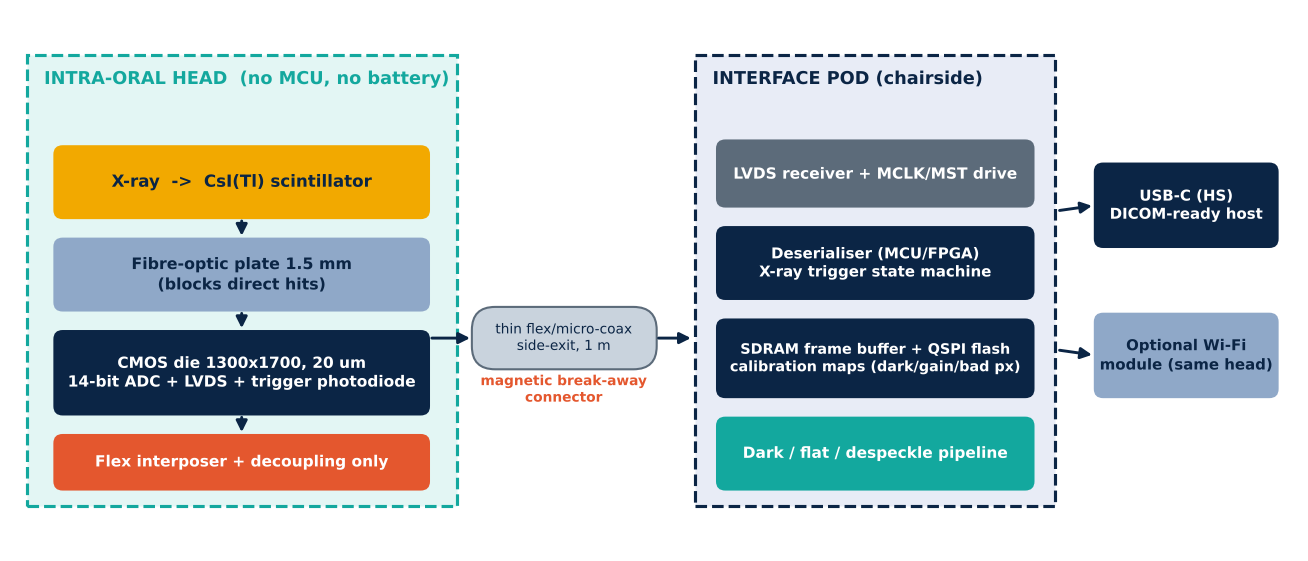 INTRA-ORAL HEAD  (no MCU, no battery)
X-ray  ->  CsI(Tl) scintillator
Fibre-optic plate 1.5 mm
(blocks direct hits)
CMOS die 1300x1700, 20 um
14-bit ADC + LVDS + trigger photodiode
Flex interposer + decoupling only
thin flex/micro-coax
side-exit, 1 m
magnetic break-away
connector
INTERFACE POD (chairside)
LVDS receiver + MCLK/MST drive
Deserialiser (MCU/FPGA)
X-ray trigger state machine
SDRAM frame buffer + QSPI flash
calibration maps (dark/gain/bad px)
Dark / flat / despeckle pipeline
USB-C (HS)
DICOM-ready host
Optional Wi-Fi
module (same head)